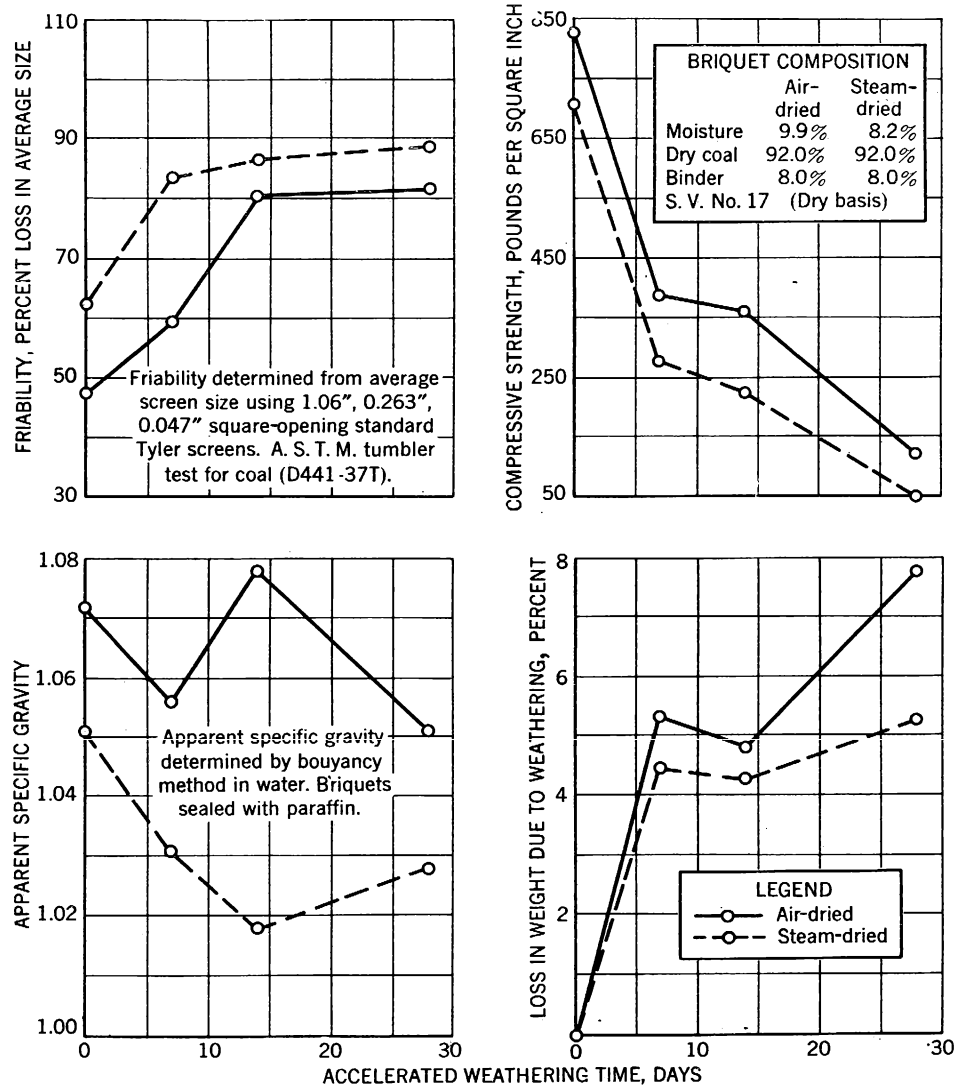 FRIABILITY, PERCENT LOSS IN AVERAGE SIZE
110
90
70
50
30
Friability determined from average
screen size using 1.06″, 0.263″,
0.047″ square-opening standard
Tyler screens. A. S. T. M. tumbler
test for coal (D441-37T).
COMPRESSIVE STRENGTH, POUNDS PER SQUARE INCH
650
450
250
50
BRIQUET COMPOSITION
Air- Steam-
dried dried
Moisture 9.9% 8.2%
Dry coal 92.0% 92.0%
Binder 8.0% 8.0%
S. V. No. 17 (Dry basis)
APPARENT SPECIFIC GRAVITY
1.08
1.06
1.04
1.02
1.00
Apparent specific gravity
determined by bouyancy
method in water. Briquets
sealed with paraffin.
0 10 20 30
LOSS IN WEIGHT DUE TO WEATHERING, PERCENT
8
6
4
2
LEGEND
Air-dried
Steam-dried
0 10 20 30
ACCELERATED WEATHERING TIME, DAYS